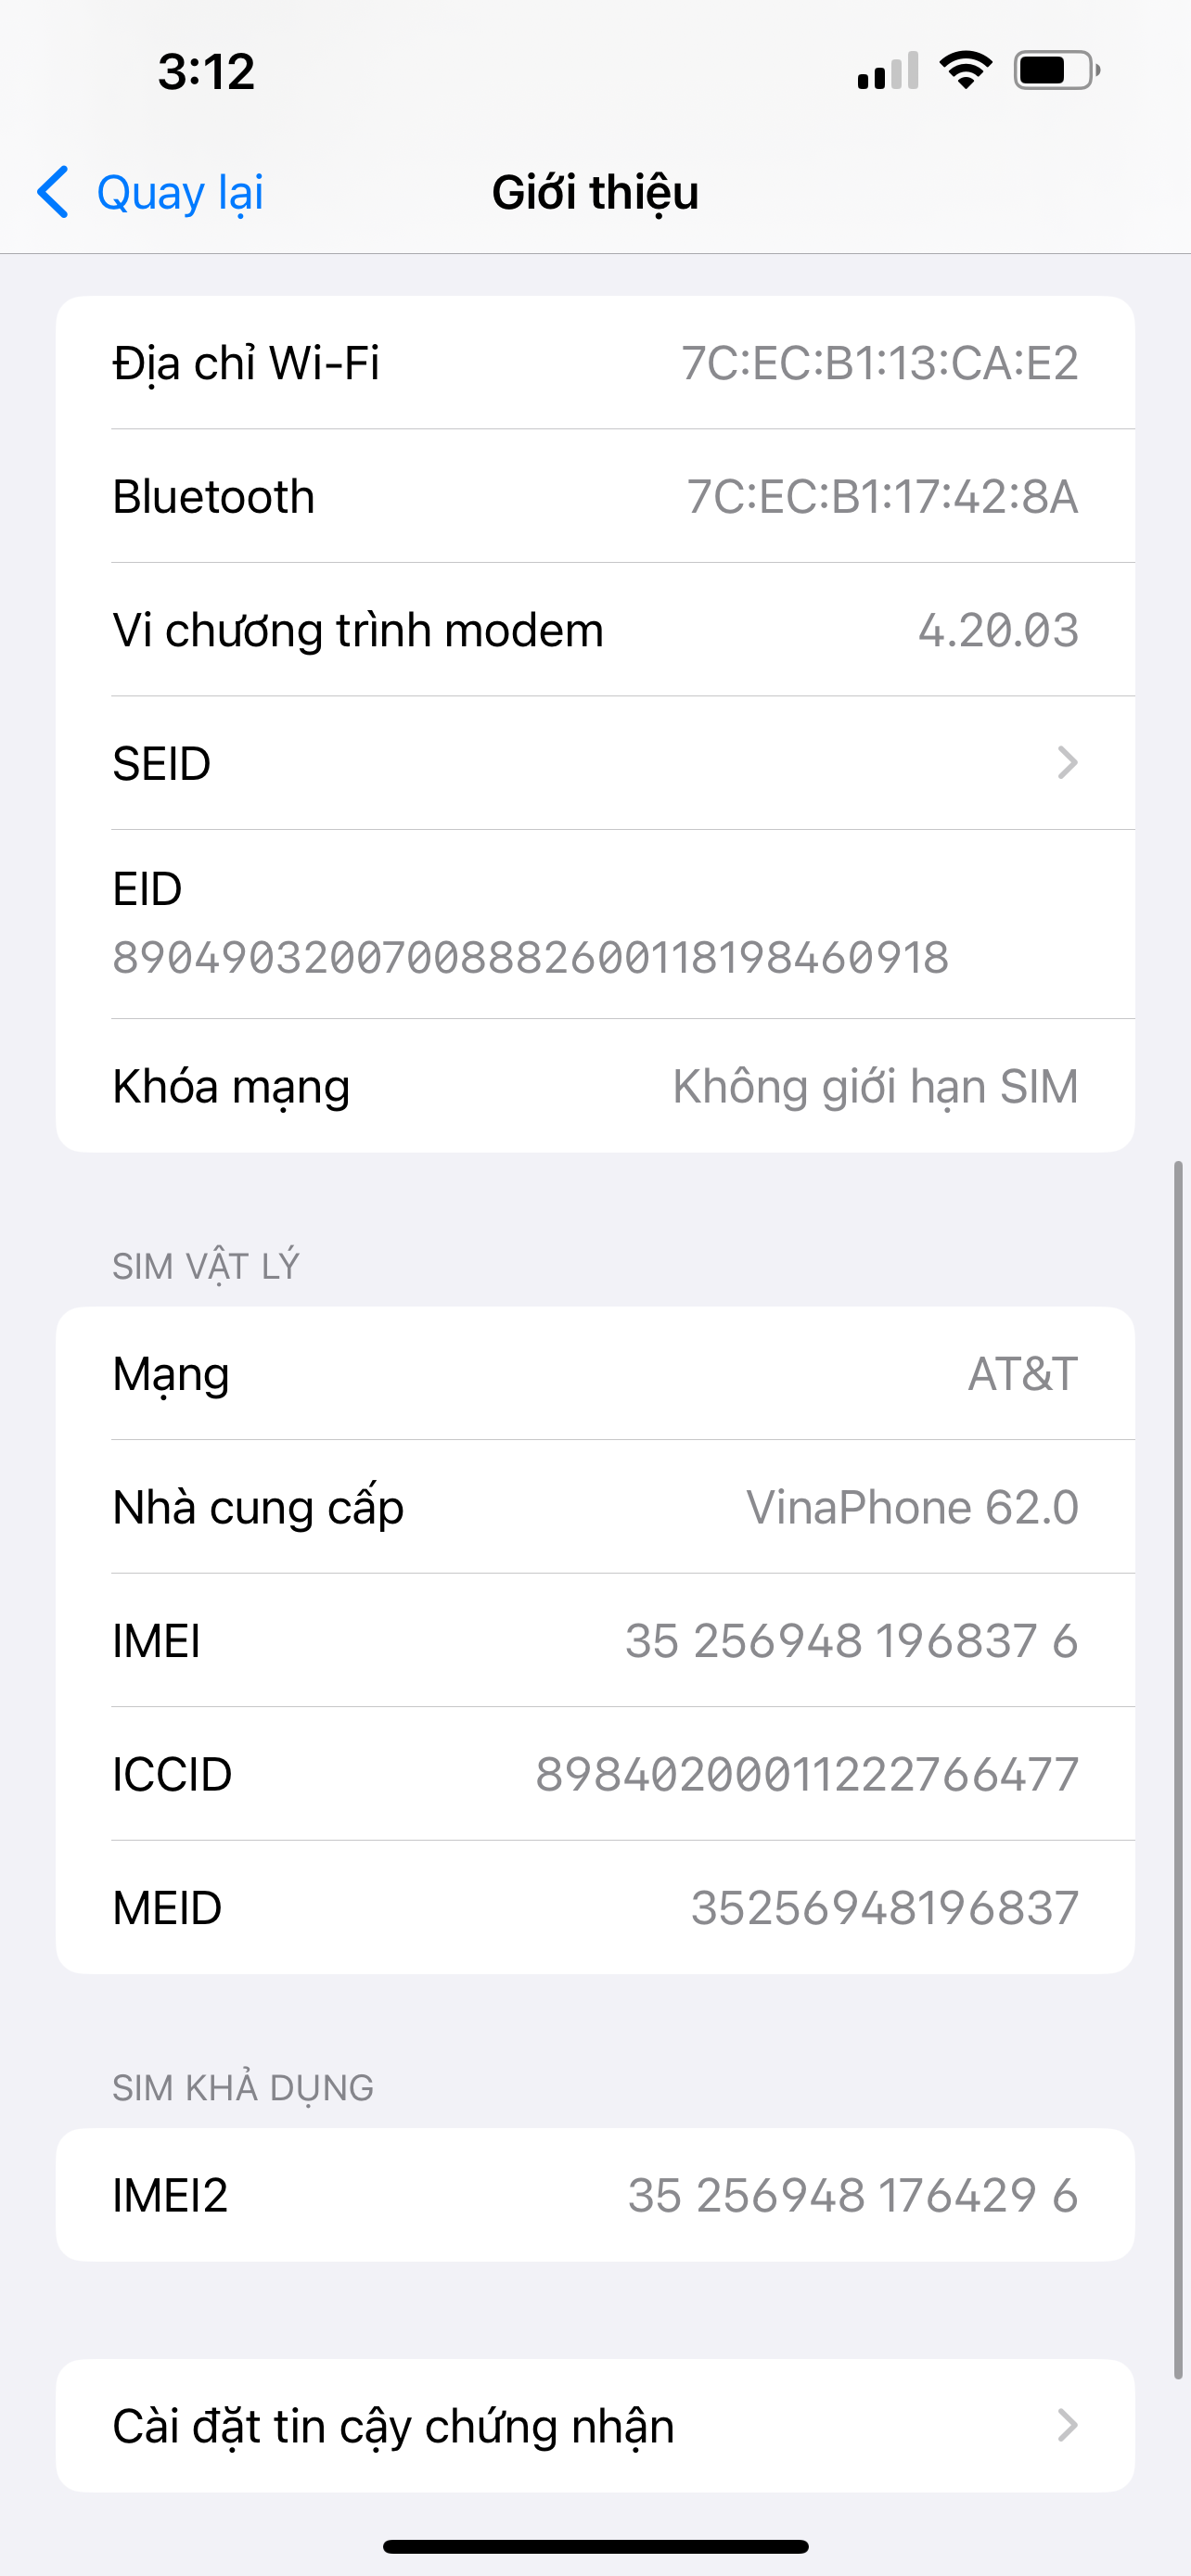 3:12
Quay lại
Giới thiệu
Địa chỉ Wi-Fi 7C:EC:B1:13:CA:E2
Bluetooth 7C:EC:B1:17:42:8A
Vi chương trình modem 4.20.03
SEID
EID
89049032007008882600118198460918
Khóa mạng Không giới hạn SIM
SIM VẬT LÝ
Mạng AT&T
Nhà cung cấp VinaPhone 62.0
IMEI 35 256948 196837 6
ICCID 89840200011222766477
MEID 35256948196837
SIM KHẢ DỤNG
IMEI2 35 256948 176429 6
Cài đặt tin cậy chứng nhận